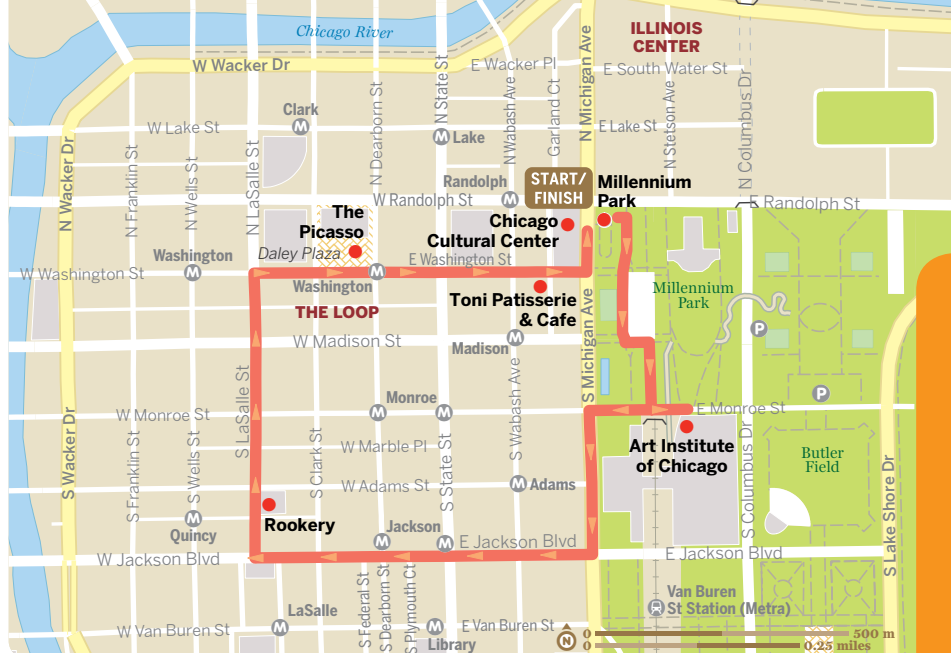 Chicago River
ILLINOIS
CENTER
W Wacker Dr
E Wacker Pl
E South Water St
N Michigan Ave
N State St
N Dearborn St
N Wabash Ave
Garland Ct
N Stetson Ave
N Columbus Dr
Clark
W Lake St
Lake
E Lake St
N Wacker Dr
N Franklin St
N Wells St
N LaSalle St
Randolph
START/
FINISH
Millennium
Park
W Randolph St
E Randolph St
The
Picasso
Daley Plaza
Chicago
Cultural Center
Washington
W Washington St
E Washington St
Washington
THE LOOP
Toni Patisserie
& Cafe
Millennium
Park
P
W Madison St
Madison
S Michigan Ave
S LaSalle St
S Wabash Ave
P
Monroe
W Monroe St
E Monroe St
S Wacker Dr
S Franklin St
S Wells St
S Clark St
S State St
W Marble Pl
Art Institute
of Chicago
S Columbus Dr
Butler
Field
S Lake Shore Dr
W Adams St
Adams
Rookery
Quincy
Jackson
W Jackson Blvd
E Jackson Blvd
E Jackson Blvd
S Federal St
S Dearborn St
S Plymouth Ct
LaSalle
Van Buren
St Station (Metra)
W Van Buren St
E Van Buren St
Library
N
0
500 m
0
0.25 miles
M
M
M
M
M
M
M
M
M
M
M
M
M
M